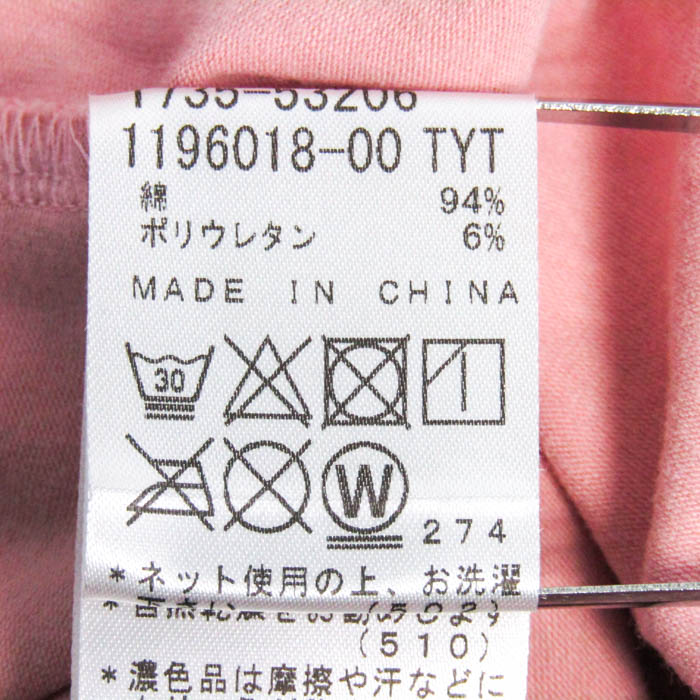 1735-53206
1196018-00 TYT
綿 94%
ポリウレタン 6%
MADE IN CHINA
30
W
274
*ネット使用の上、お洗濯
(510)
*濃色品は摩擦や汗などに